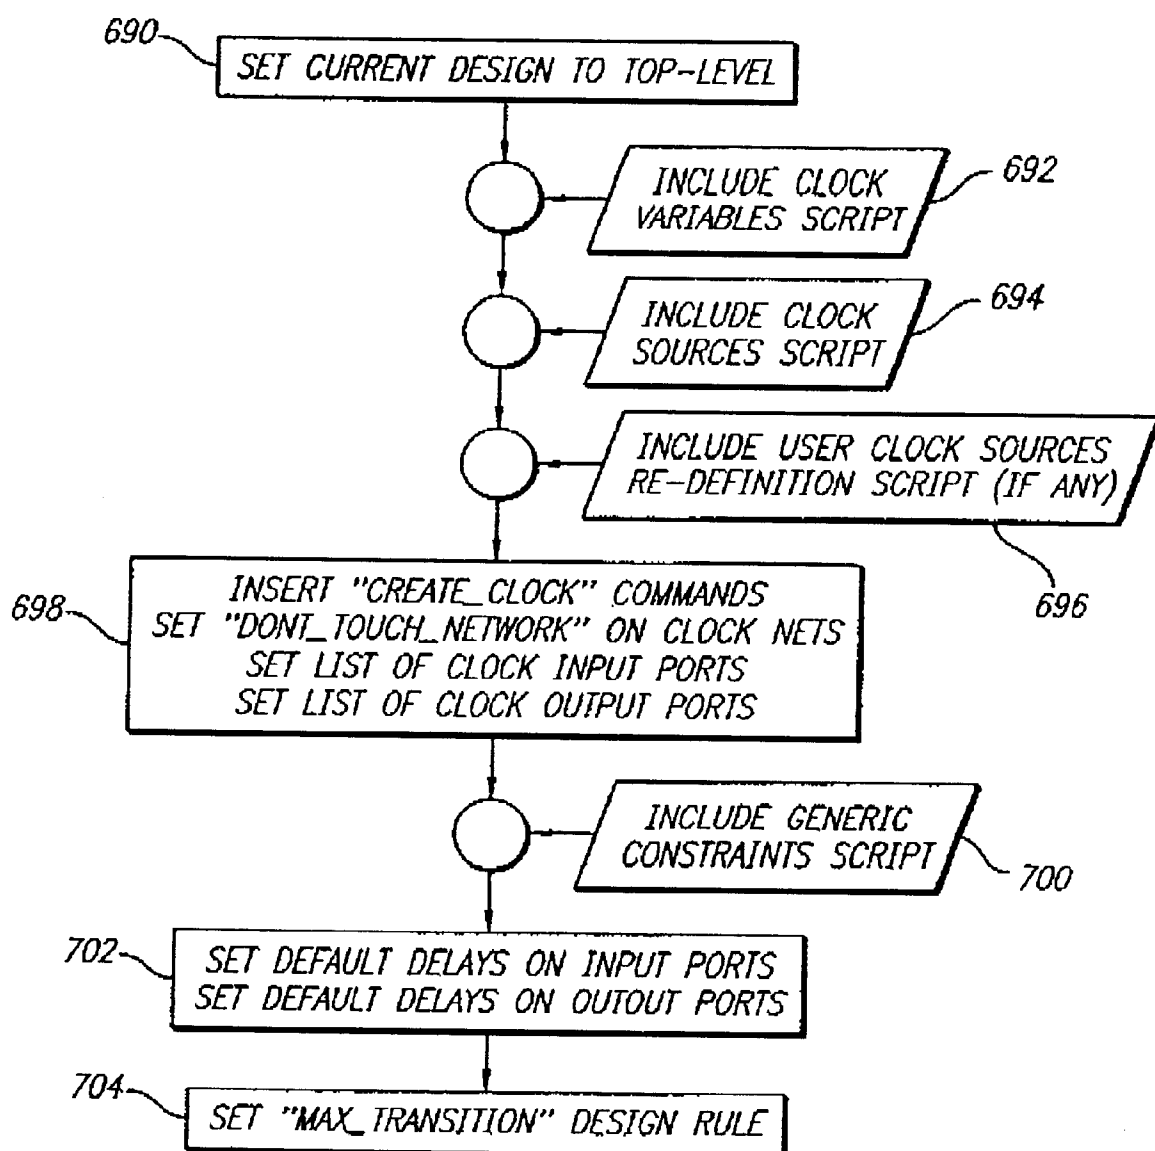 690
SET CURRENT DESIGN TO TOP-LEVEL
INCLUDE CLOCK
VARIABLES SCRIPT
692
INCLUDE CLOCK
SOURCES SCRIPT
694
INCLUDE USER CLOCK SOURCES
RE-DEFINITION SCRIPT (IF ANY)
696
698
INSERT "CREATE_CLOCK" COMMANDS
SET "DONT_TOUCH_NETWORK" ON CLOCK NETS
SET LIST OF CLOCK INPUT PORTS
SET LIST OF CLOCK OUTPUT PORTS
INCLUDE GENERIC
CONSTRAINTS SCRIPT
700
702
SET DEFAULT DELAYS ON INPUT PORTS
SET DEFAULT DELAYS ON OUTOUT PORTS
704
SET "MAX_TRANSITION" DESIGN RULE